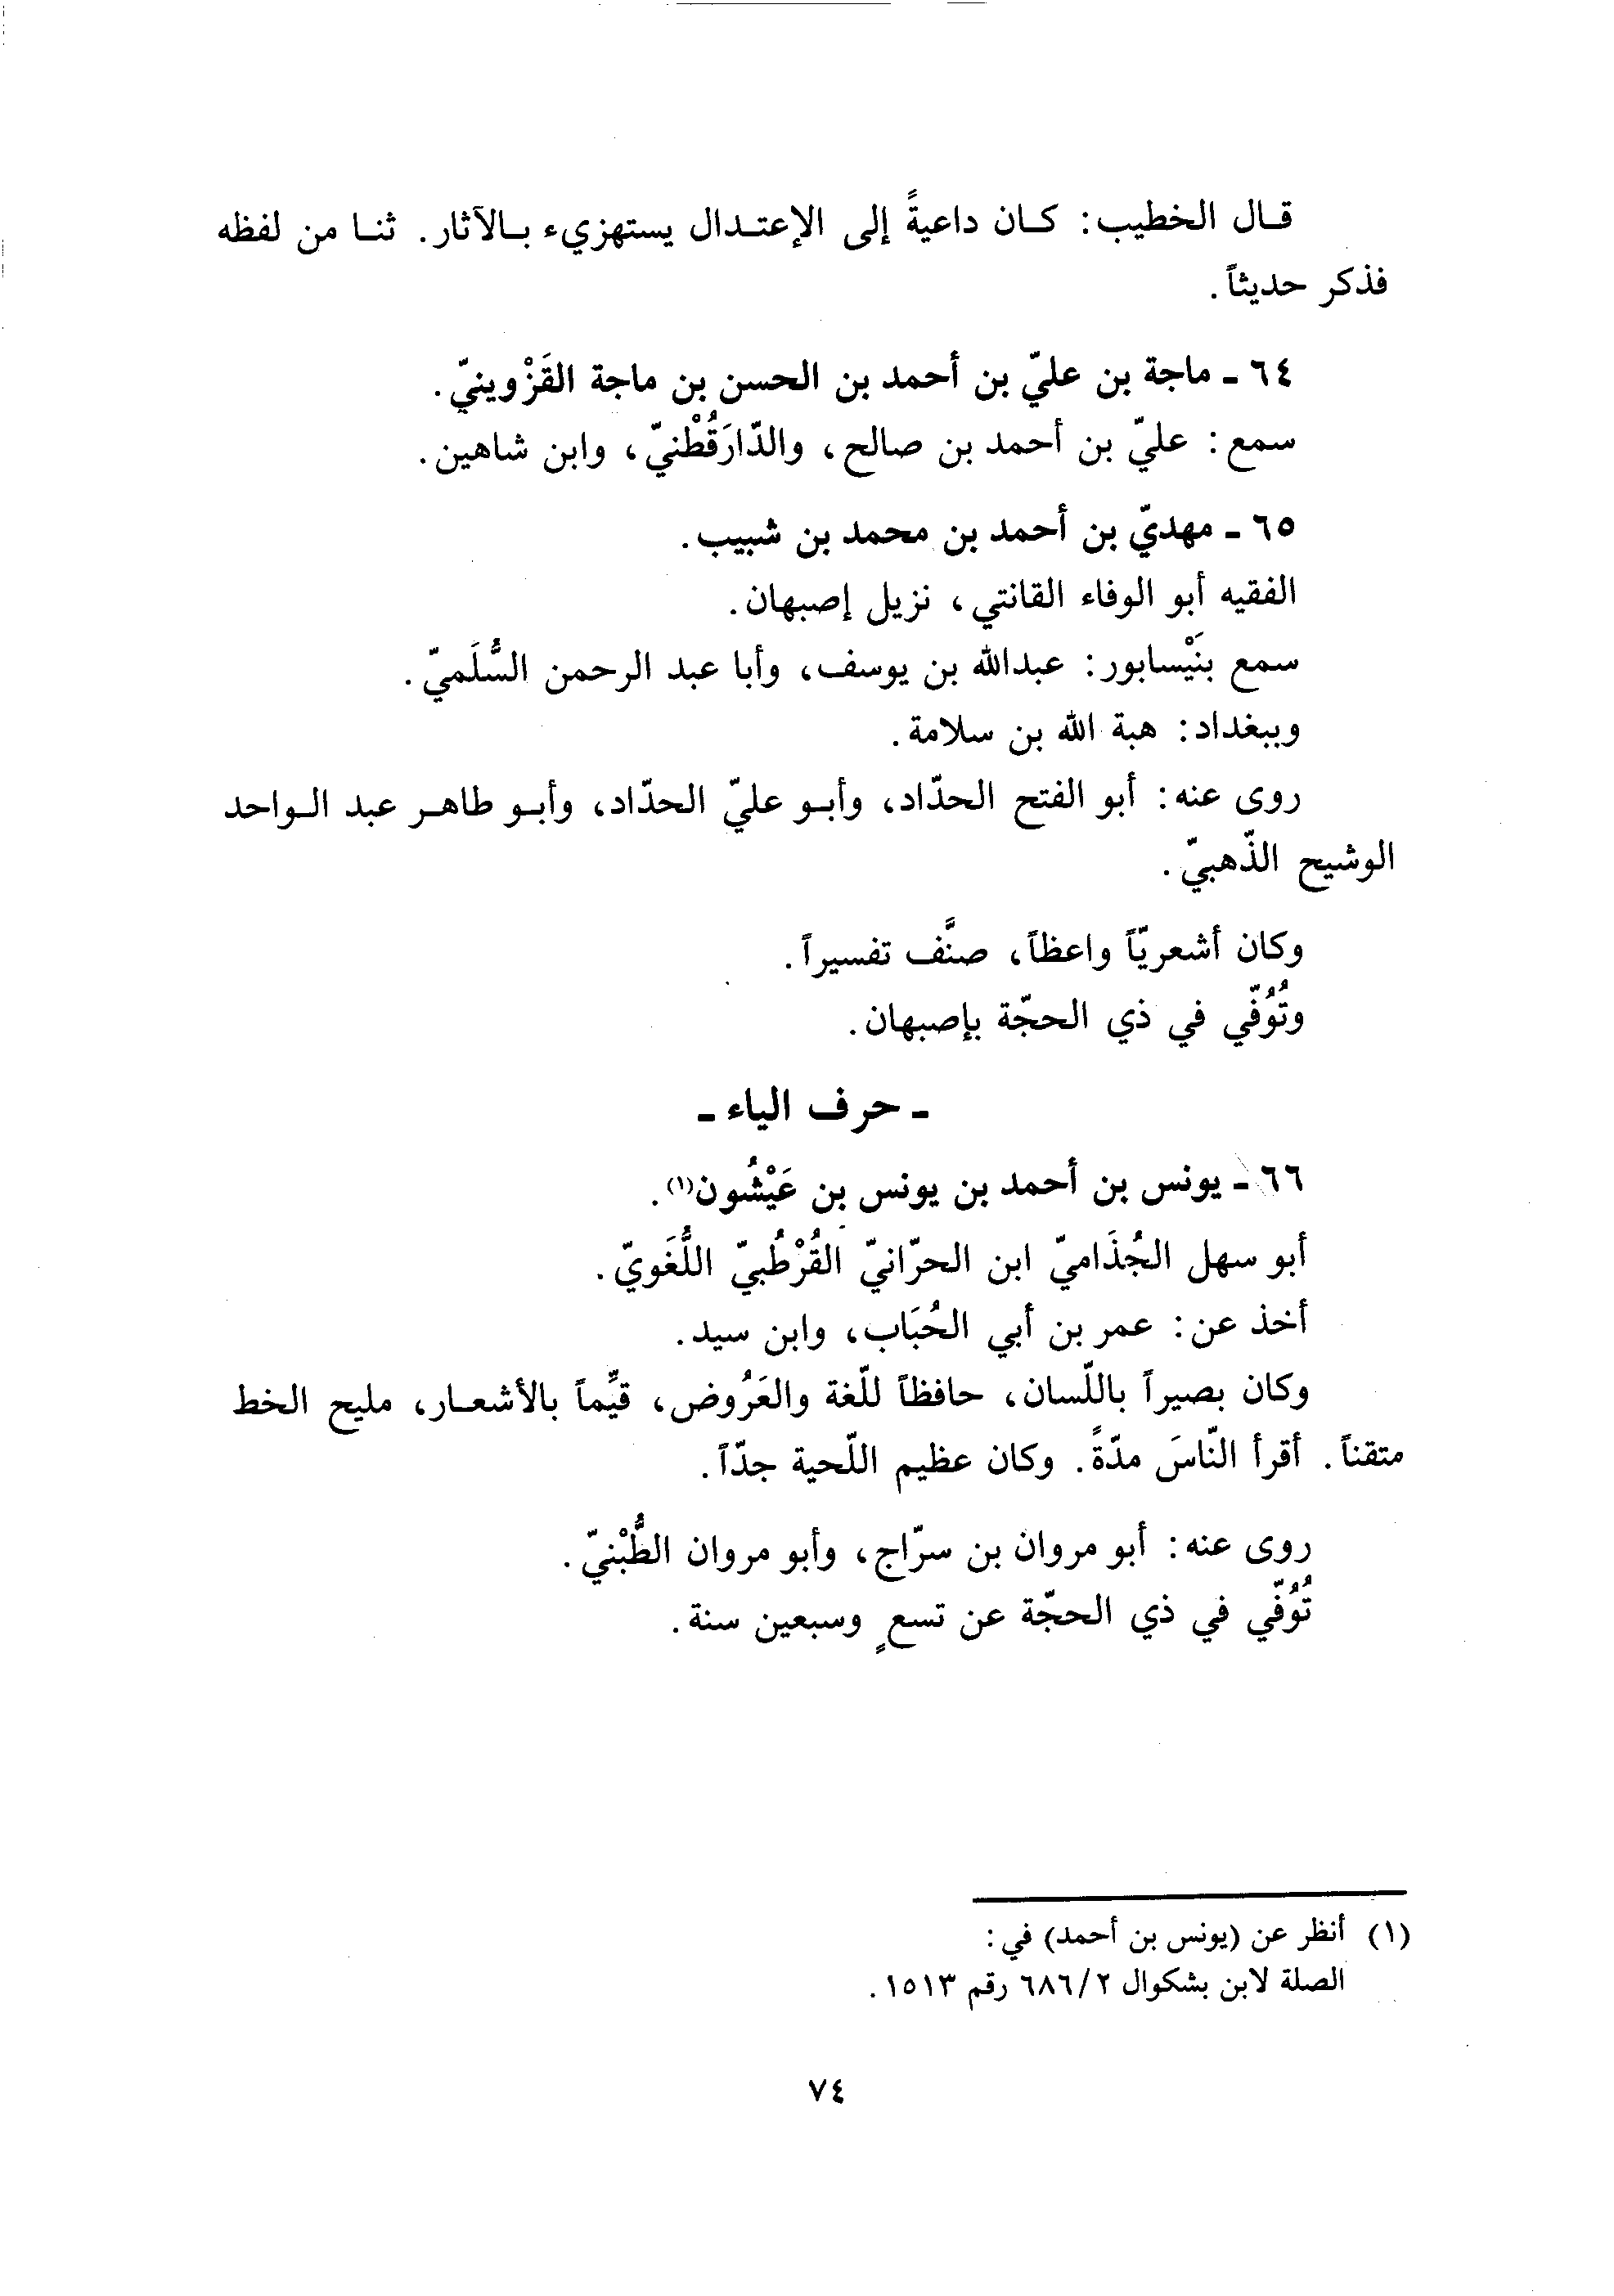 قال الخطيب: كان داعيةً إلى الإعتدال يستهزيء بالآثار. ثنا من لفظه
فذكر حديثاً.
٦٤ ـ ماجة بن عليّ بن أحمد بن الحسن بن ماجة القَزْوينيّ.
سمع: عليّ بن أحمد بن صالح، والدّارَقُطْنيّ، وابن شاهين.
٦٥ ـ مهديّ بن أحمد بن محمد بن شبيب.
الفقيه أبو الوفاء القانتي، نزيل إصبهان.
سمع بنَيْسابور: عبدالله بن يوسف، وأبا عبد الرحمن السُّلَميّ.
وببغداد: هبة الله بن سلامة.
روى عنه: أبو الفتح الحدّاد، وأبو عليّ الحدّاد، وأبو طاهر عبد الواحد
الوشيح الذّهبيّ.
وكان أشعريّاً واعظاً، صنَّف تفسيراً.
وتُوُفّي في ذي الحجّة بإصبهان.
ـ حرف الياء ـ
٦٦ ـ يونس بن أحمد بن يونس بن عَيْشُون(١).
أبو سهل الجُذَاميّ ابن الحرّانيّ القُرْطُبيّ اللُّغَويّ.
أخذ عن: عمر بن أبي الحُبَاب، وابن سيد.
وكان بصيراً باللّسان، حافظاً للّغة والعَرُوض، قيِّماً بالأشعار، مليح الخط
متقناً. أقرأ النّاسَ مدّةً. وكان عظيم اللّحية جدّاً.
روى عنه: أبو مروان بن سرّاج، وأبو مروان الطُّبْنيّ.
تُوُفّي في ذي الحجّة عن تسعٍ وسبعين سنة.
(١) أنظر عن (يونس بن أحمد) في:
الصلة لابن بشكوال ٦٨٦/٢ رقم ١٥١٣.
٧٤